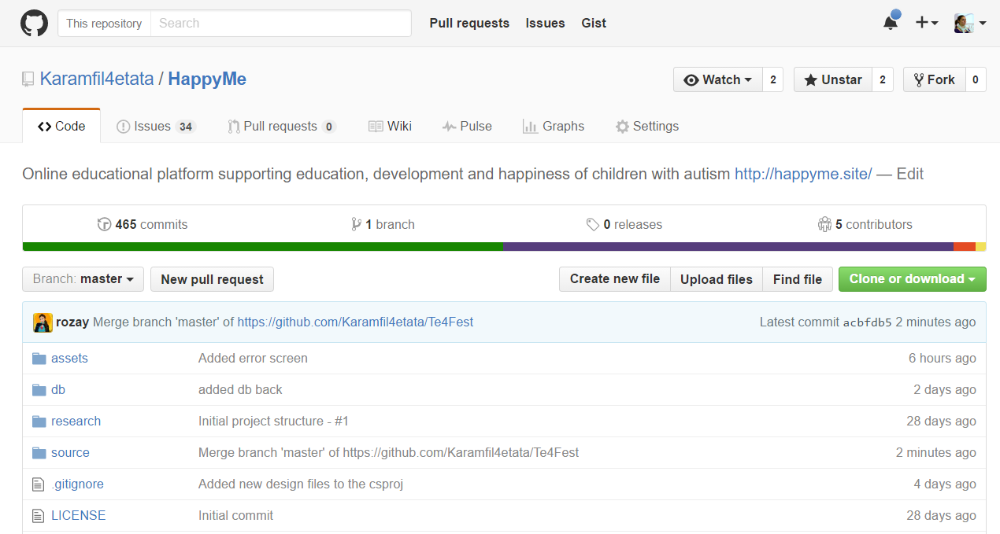 This repository Search Pull requests Issues Gist
Karamfil4etata / HappyMe Watch 2 Unstar 2 Fork 0
Code Issues 34 Pull requests 0 Wiki Pulse Graphs Settings
Online educational platform supporting education, development and happiness of children with autism http://happyme.site/ — Edit
465 commits 1 branch 0 releases 5 contributors
Branch: master New pull request Create new file Upload files Find file Clone or download
rozay Merge branch 'master' of https://github.com/Karamfil4etata/Te4Fest Latest commit acbfdb5 2 minutes ago
assets Added error screen 6 hours ago
db added db back 2 days ago
research Initial project structure - #1 28 days ago
source Merge branch 'master' of https://github.com/Karamfil4etata/Te4Fest 2 minutes ago
.gitignore Added new design files to the csproj 4 days ago
LICENSE Initial commit 28 days ago